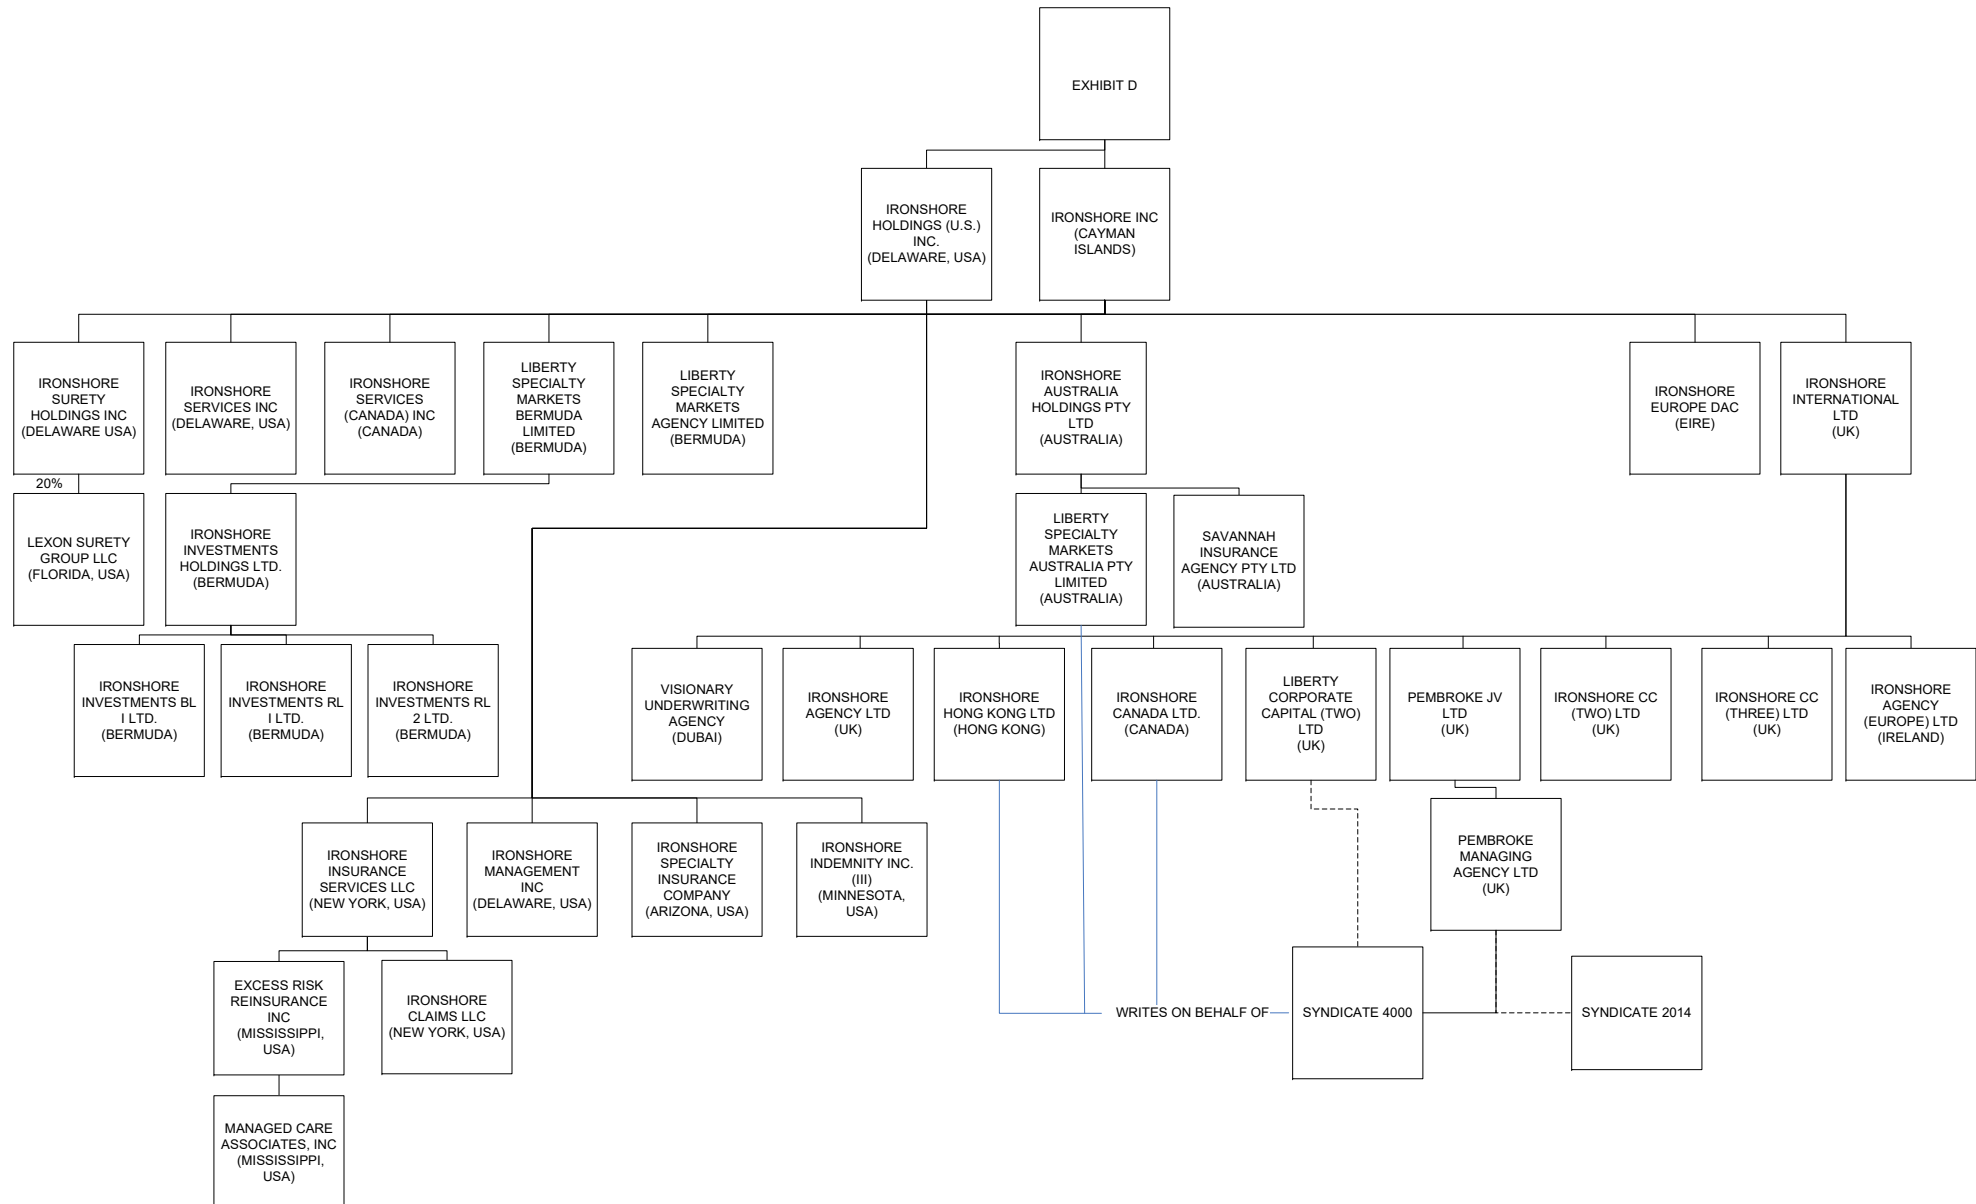 EXHIBIT D
IRONSHORE
HOLDINGS (U.S.)
INC.
(DELAWARE, USA)
IRONSHORE INC
(CAYMAN
ISLANDS)
IRONSHORE
SURETY
HOLDINGS INC
(DELAWARE USA)
IRONSHORE
SERVICES INC
(DELAWARE, USA)
IRONSHORE
SERVICES
(CANADA) INC
(CANADA)
LIBERTY
SPECIALTY
MARKETS
BERMUDA
LIMITED
(BERMUDA)
LIBERTY
SPECIALTY
MARKETS
AGENCY LIMITED
(BERMUDA)
IRONSHORE
AUSTRALIA
HOLDINGS PTY
LTD
(AUSTRALIA)
IRONSHORE
EUROPE DAC
(EIRE)
IRONSHORE
INTERNATIONAL
LTD
(UK)
20%
LEXON SURETY
GROUP LLC
(FLORIDA, USA)
IRONSHORE
INVESTMENTS
HOLDINGS LTD.
(BERMUDA)
LIBERTY
SPECIALTY
MARKETS
AUSTRALIA PTY
LIMITED
(AUSTRALIA)
SAVANNAH
INSURANCE
AGENCY PTY LTD
(AUSTRALIA)
IRONSHORE
INVESTMENTS BL
I LTD.
(BERMUDA)
IRONSHORE
INVESTMENTS RL
I LTD.
(BERMUDA)
IRONSHORE
INVESTMENTS RL
2 LTD.
(BERMUDA)
VISIONARY
UNDERWRITING
AGENCY
(DUBAI)
IRONSHORE
AGENCY LTD
(UK)
IRONSHORE
HONG KONG LTD
(HONG KONG)
IRONSHORE
CANADA LTD.
(CANADA)
LIBERTY
CORPORATE
CAPITAL (TWO)
LTD
(UK)
PEMBROKE JV
LTD
(UK)
IRONSHORE CC
(TWO) LTD
(UK)
IRONSHORE CC
(THREE) LTD
(UK)
IRONSHORE
AGENCY
(EUROPE) LTD
(IRELAND)
IRONSHORE
INSURANCE
SERVICES LLC
(NEW YORK, USA)
IRONSHORE
MANAGEMENT
INC
(DELAWARE, USA)
IRONSHORE
SPECIALTY
INSURANCE
COMPANY
(ARIZONA, USA)
IRONSHORE
INDEMNITY INC.
(III)
(MINNESOTA,
USA)
PEMBROKE
MANAGING
AGENCY LTD
(UK)
EXCESS RISK
REINSURANCE
INC
(MISSISSIPPI,
USA)
IRONSHORE
CLAIMS LLC
(NEW YORK, USA)
WRITES ON BEHALF OF
SYNDICATE 4000
SYNDICATE 2014
MANAGED CARE
ASSOCIATES, INC
(MISSISSIPPI,
USA)